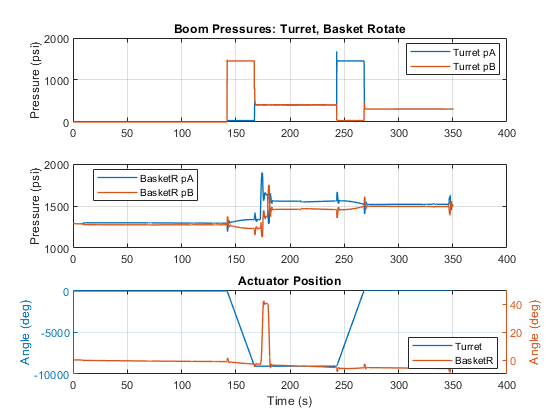 Boom Pressures: Turret, Basket Rotate
Pressure (psi)
2000
1000
0
Turret pA
Turret pB
0 50 100 150 200 250 300 350 400
Pressure (psi)
2000
1500
1000
BasketR pA
BasketR pB
0 50 100 150 200 250 300 350 400
Actuator Position
Angle (deg)
0
-5000
-10000
40
20
0
Angle (deg)
Turret
BasketR
0 50 100 150 200 250 300 350 400
Time (s)